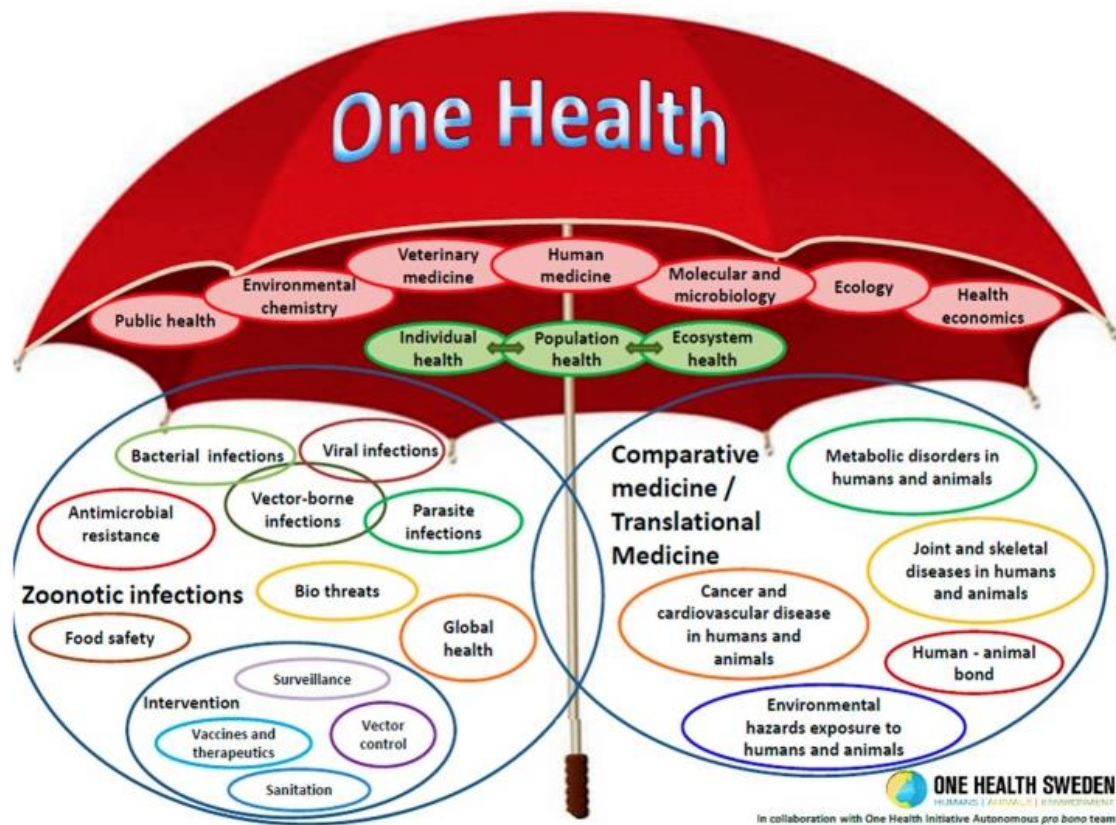 One Health
Veterinary
medicine
Human
medicine
Environmental
chemistry
Molecular and
microbiology
Ecology
Public health
Health
economics
Individual
health
Population
health
Ecosystem
health
Bacterial infections
Viral infections
Vector-borne
infections
Parasite
infections
Antimicrobial
resistance
Zoonotic infections
Bio threats
Food safety
Global
health
Surveillance
Intervention
Vaccines and
therapeutics
Vector
control
Sanitation
Comparative
medicine /
Translational
Medicine
Metabolic disorders in
humans and animals
Joint and skeletal
diseases in humans
and animals
Cancer and
cardiovascular disease
in humans and
animals
Human - animal
bond
Environmental
hazards exposure to
humans and animals
ONE HEALTH SWEDEN
HUMANS | ANIMALS | ENVIRONMENT
In collaboration with One Health Initiative Autonomous pro bono team